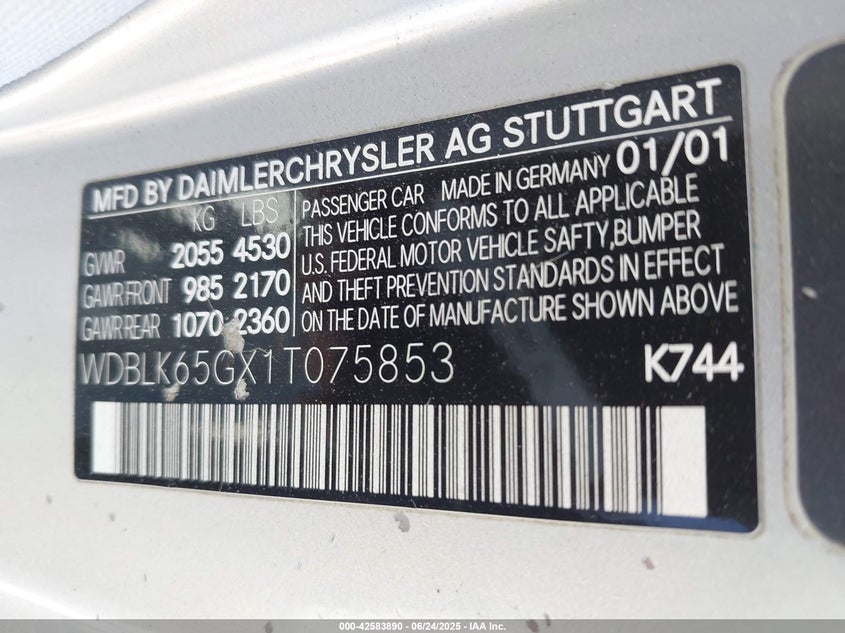 MFD BY DAIMLERCHRYSLER AG STUTTGART
KG LBS
GVWR 2055 4530
GAWR FRONT 985 2170
GAWR REAR 1070 2360
PASSENGER CAR MADE IN GERMANY 01/01
THIS VEHICLE CONFORMS TO ALL APPLICABLE
U.S. FEDERAL MOTOR VEHICLE SAFTY,BUMPER
AND THEFT PREVENTION STANDARDS IN EFFECT
ON THE DATE OF MANUFACTURE SHOWN ABOVE
WDBLK65GX1T075853 K744
000-42583890 - 06/24/2025 - IAA Inc.